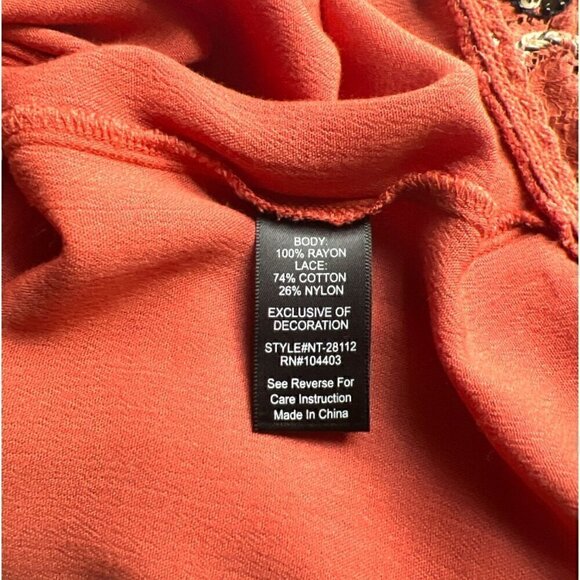 BODY:
100% RAYON
LACE:
74% COTTON
26% NYLON
EXCLUSIVE OF
DECORATION
STYLE#NT-28112
RN#104403
See Reverse For
Care Instruction
Made In China